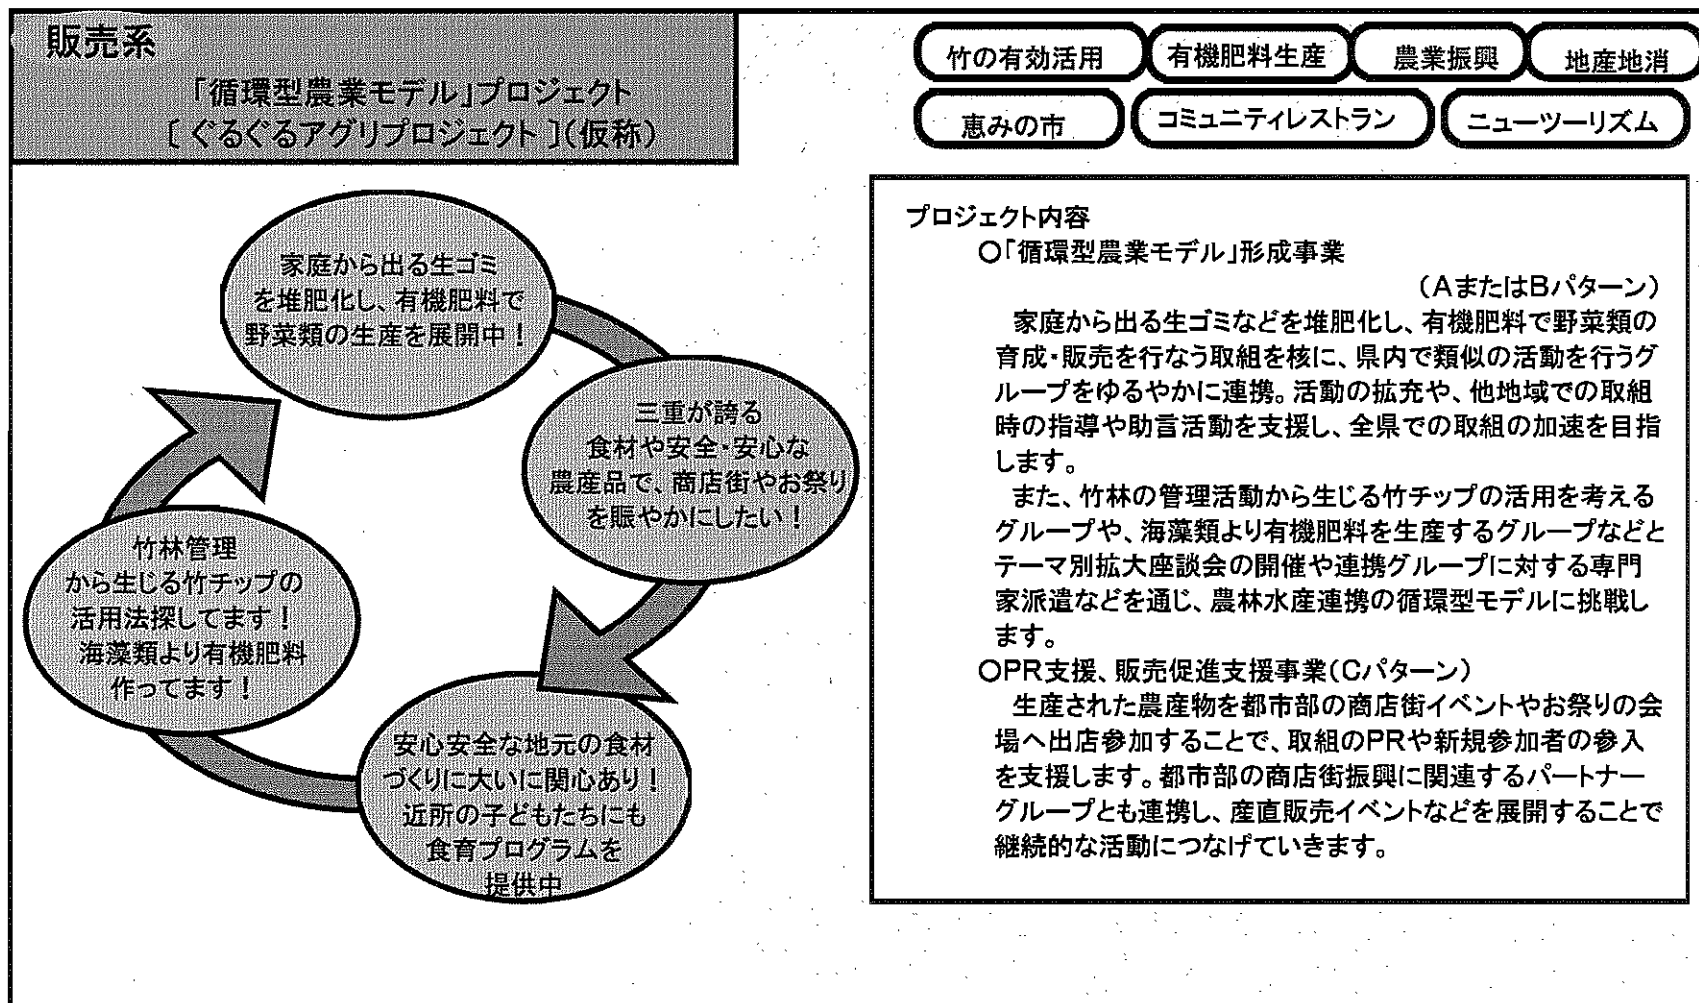 販売系
「循環型農業モデル」プロジェクト
[ ぐるぐるアグリプロジェクト ](仮称)
竹の有効活用
有機肥料生産
農業振興
地産地消
恵みの市
コミュニティレストラン
ニューツーリズム
家庭から出る生ゴミ
を堆肥化し、有機肥料で
野菜類の生産を展開中！
三重が誇る
食材や安全・安心な
農産品で、商店街やお祭り
を賑やかにしたい！
安心安全な地元の食材
づくりに大いに関心あり！
近所の子どもたちにも
食育プログラムを
提供中
竹林管理
から生じる竹チップの
活用法探してます！
海藻類より有機肥料
作ってます！
プロジェクト内容
〇「循環型農業モデル」形成事業
（AまたはBパターン）
家庭から出る生ゴミなどを堆肥化し、有機肥料で野菜類の
育成・販売を行なう取組を核に、県内で類似の活動を行うグ
ループをゆるやかに連携。活動の拡充や、他地域での取組
時の指導や助言活動を支援し、全県での取組の加速を目指
します。
また、竹林の管理活動から生じる竹チップの活用を考える
グループや、海藻類より有機肥料を生産するグループなどと
テーマ別拡大座談会の開催や連携グループに対する専門
家派遣などを通じ、農林水産連携の循環型モデルに挑戦し
ます。
〇PR支援、販売促進支援事業（Cパターン）
生産された農産物を都市部の商店街イベントやお祭りの会
場へ出店参加することで、取組のPRや新規参加者の参入
を支援します。都市部の商店街振興に関連するパートナー
グループとも連携し、産直販売イベントなどを展開することで
継続的な活動につなげていきます。